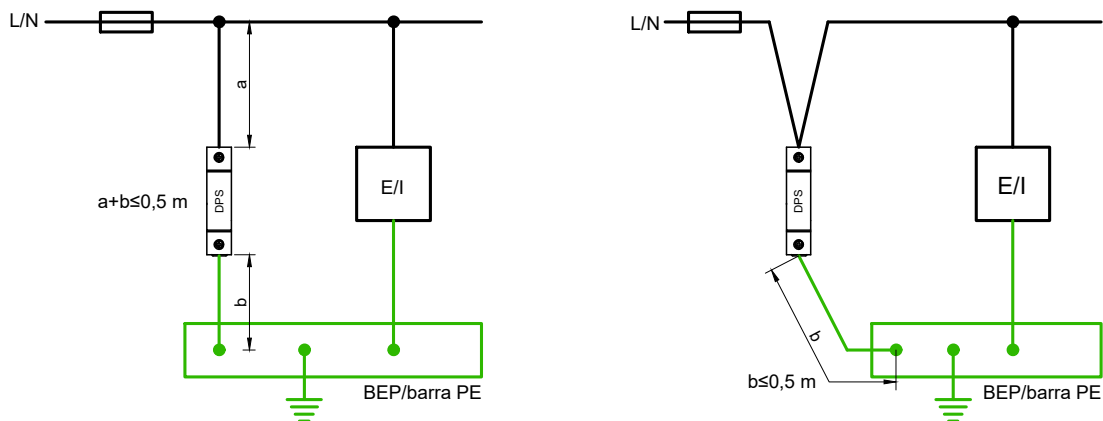 L/N
a
DPS
E/I
a+b≤0,5 m
b
BEP/barra PE
L/N
DPS
E/I
b
b≤0,5 m
BEP/barra PE